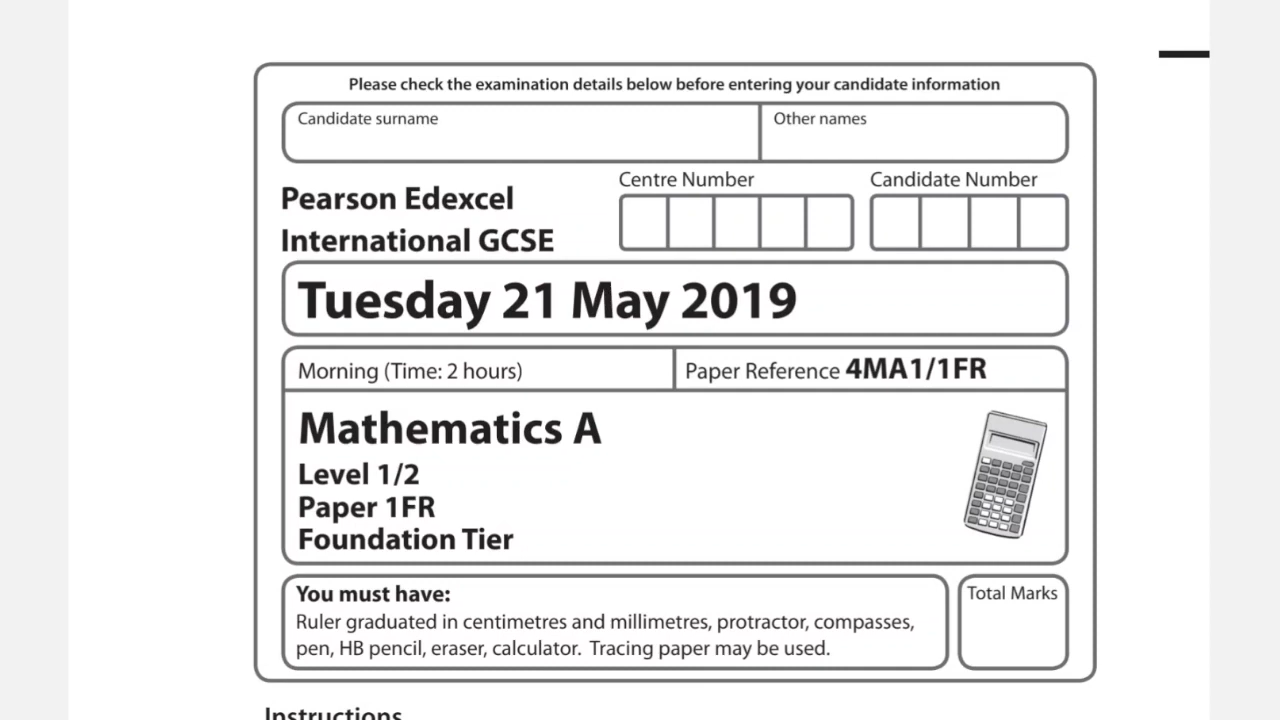 Please check the examination details below before entering your candidate information
Candidate surname
Other names
Pearson Edexcel
International GCSE
Centre Number
Candidate Number
Tuesday 21 May 2019
Morning (Time: 2 hours)
Paper Reference 4MA1/1FR
Mathematics A
Level 1/2
Paper 1FR
Foundation Tier
You must have:
Ruler graduated in centimetres and millimetres, protractor, compasses,
pen, HB pencil, eraser, calculator. Tracing paper may be used.
Total Marks
Instructions